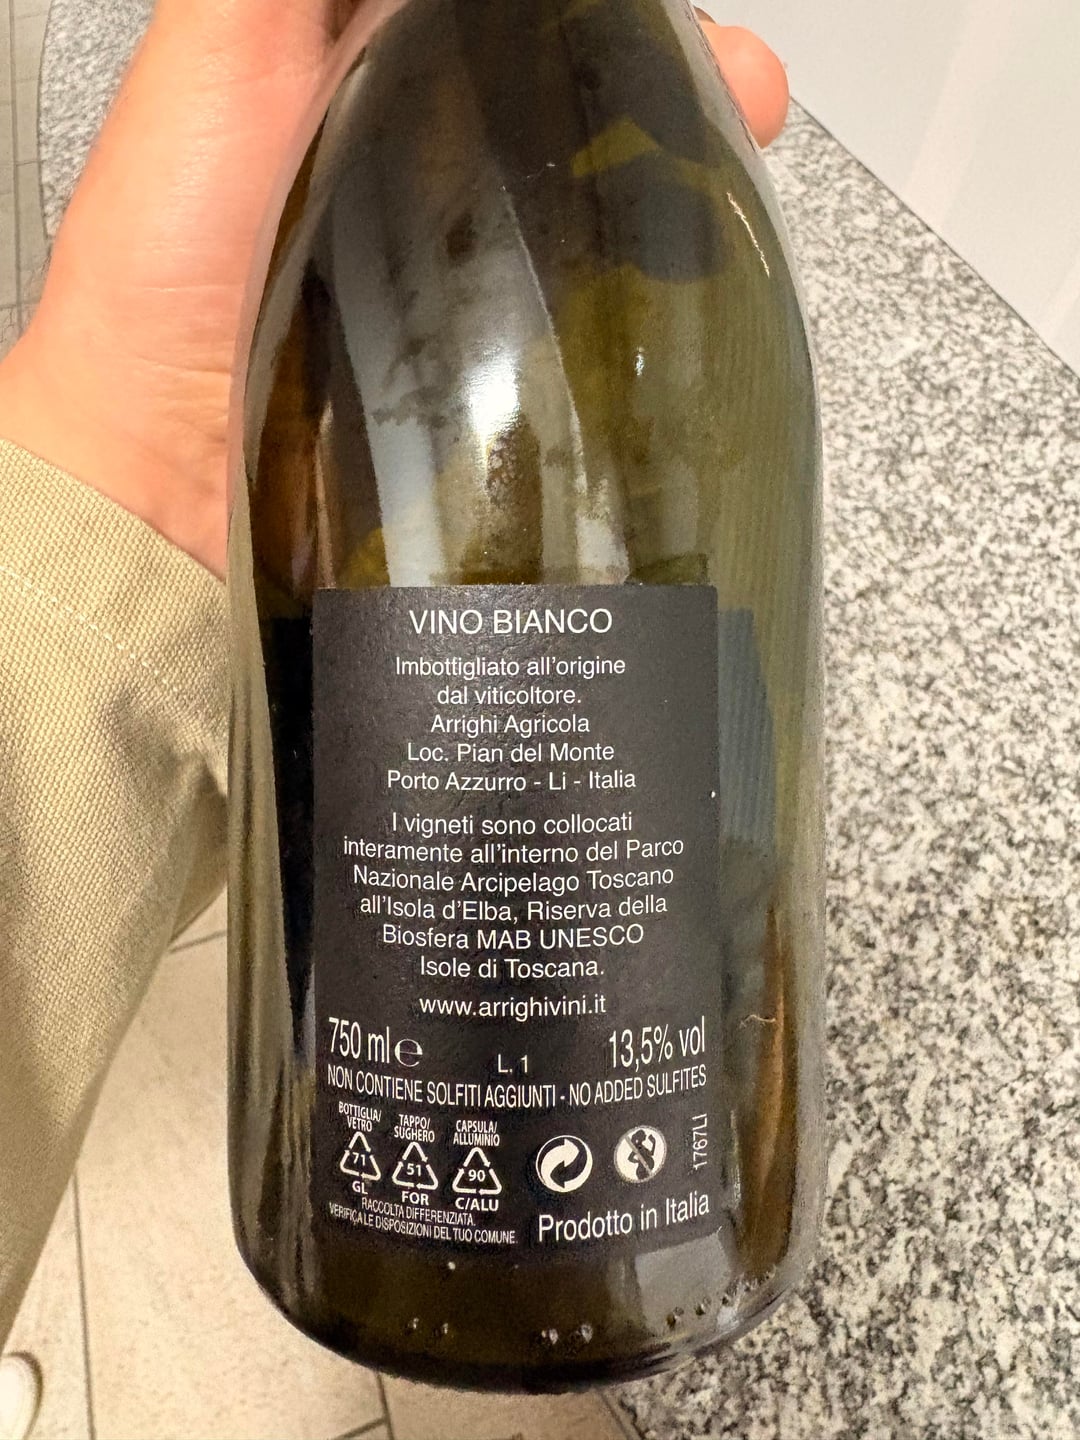 VINO BIANCO
Imbottigliato all'origine
dal viticoltore.
Arrighi Agricola
Loc. Pian del Monte
Porto Azzurro - Li - Italia
I vigneti sono collocati
interamente all'interno del Parco
Nazionale Arcipelago Toscano
all'Isola d'Elba, Riserva della
Biosfera MAB UNESCO
Isole di Toscana.
www.arrighivini.it
750 ml e
L. 1
13,5% vol
NON CONTIENE SOLFITI AGGIUNTI - NO ADDED SULFITES
BOTTIGLIA/
VETRO
71
GL
TAPPO/
SUGHERO
51
FOR
CAPSULA/
ALLUMINIO
90
C/ALU
RACCOLTA DIFFERENZIATA.
VERIFICA LE DISPOSIZIONI DEL TUO COMUNE.
1767LI
Prodotto in Italia